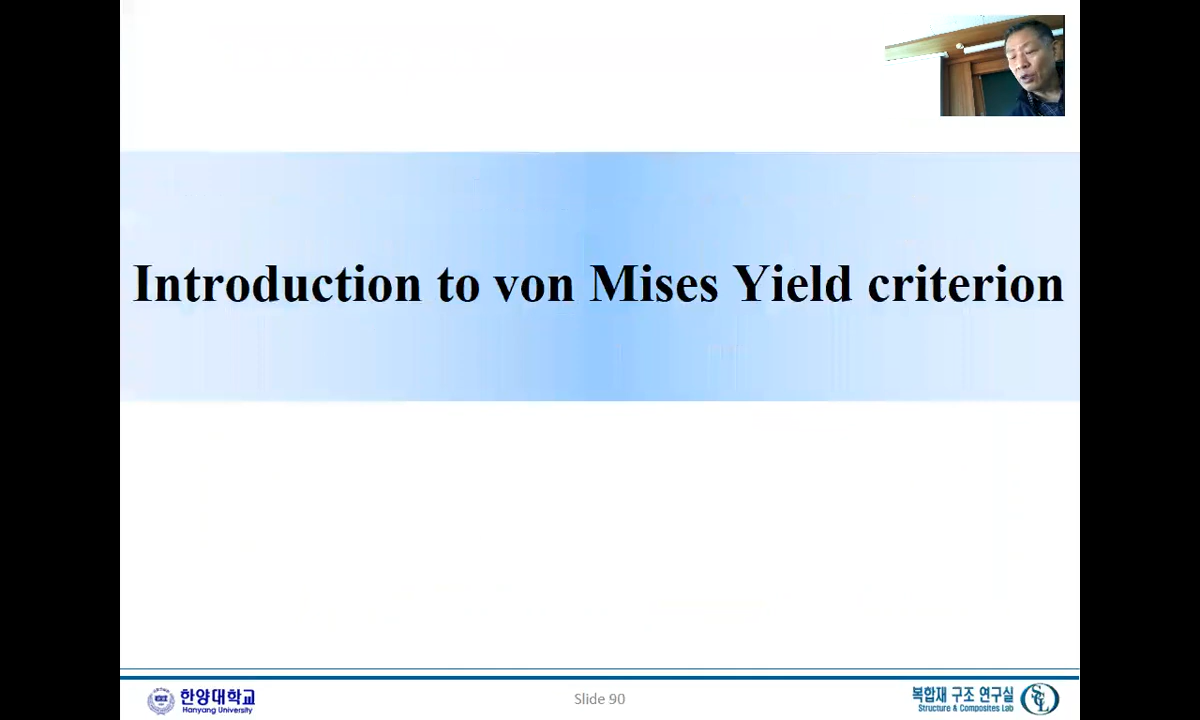 Introduction to von Mises Yield criterion
한양대학교
Hanyang University
Slide 90
복합재 구조 연구실
Structure & Composites Lab